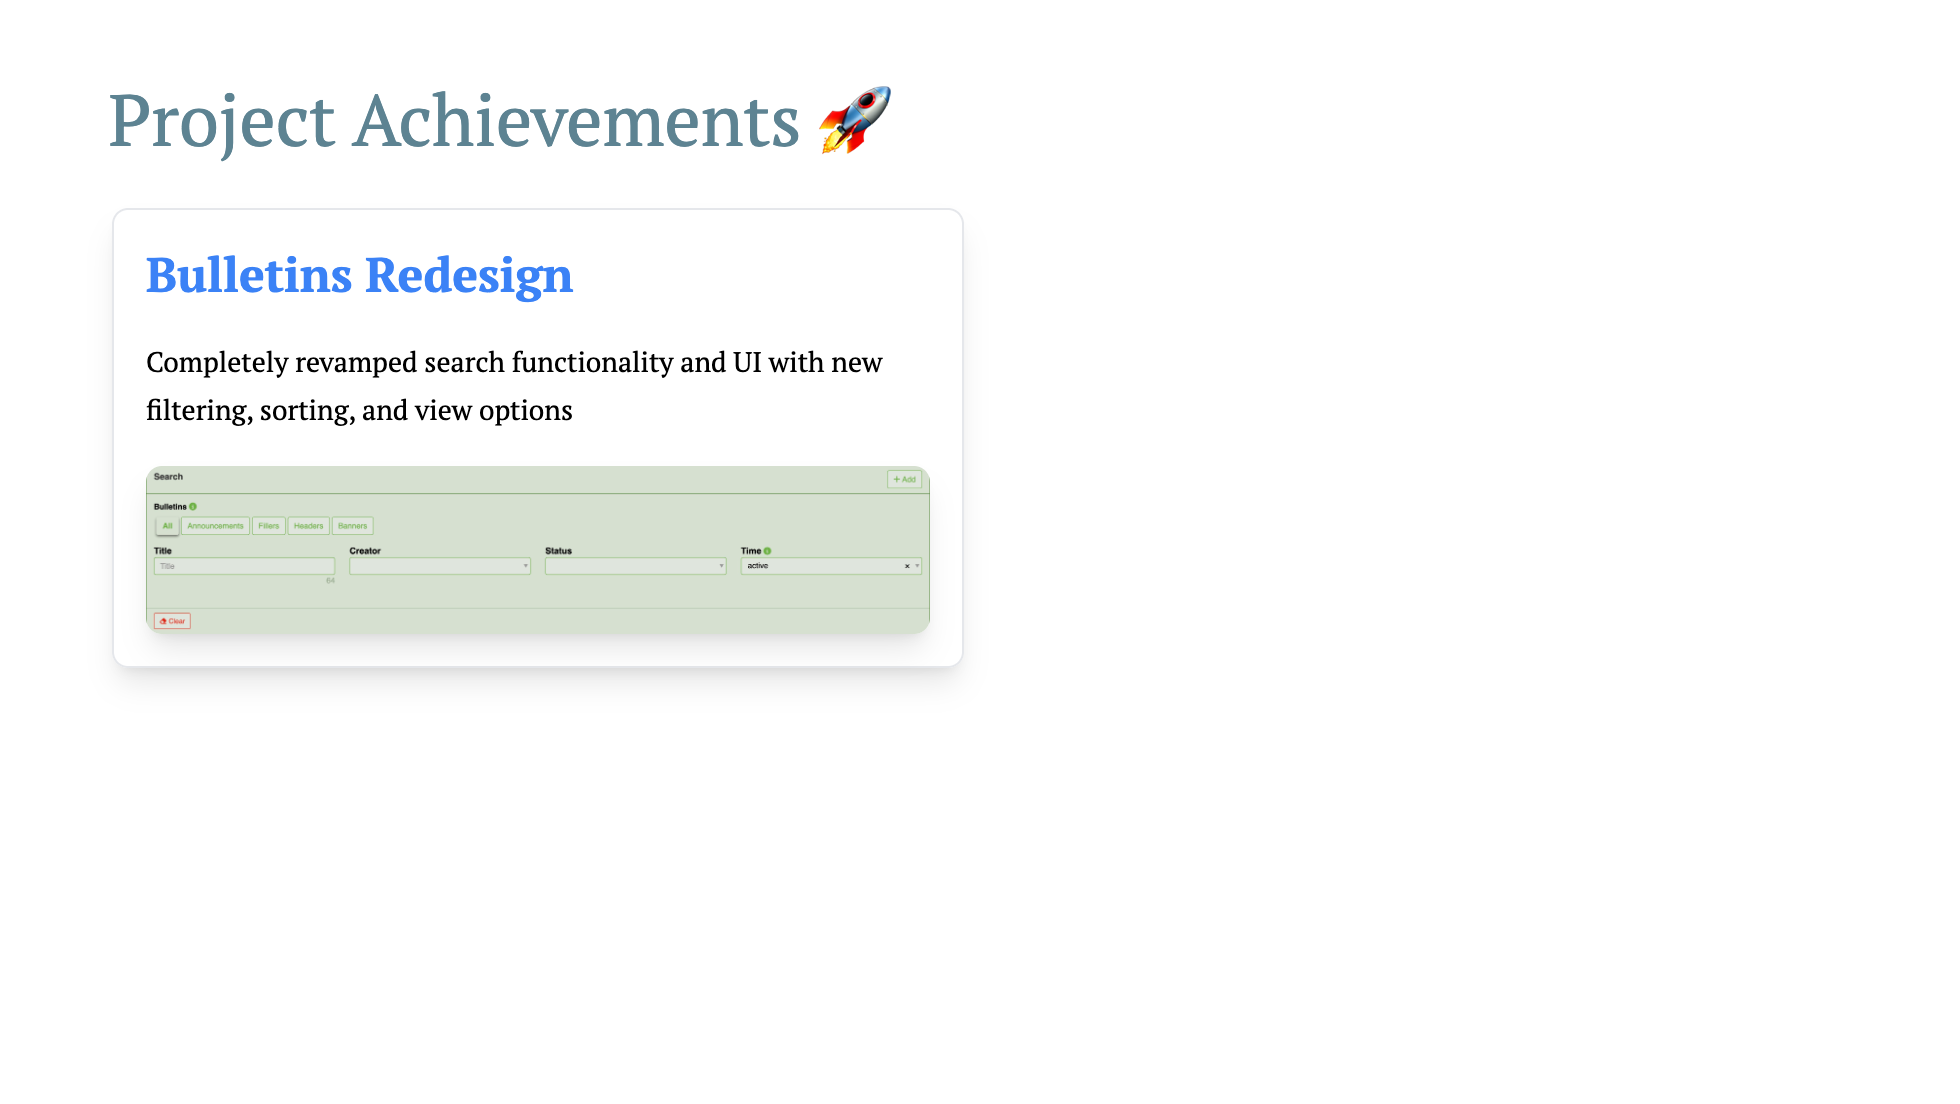 Project Achievements 🚀
Bulletins Redesign
Completely revamped search functionality and UI with new
filtering, sorting, and view options
Search
+ Add
Bulletins
All Announcements Fillers Headers Banners
Title Creator Status Time
Title active ×
64
Clear